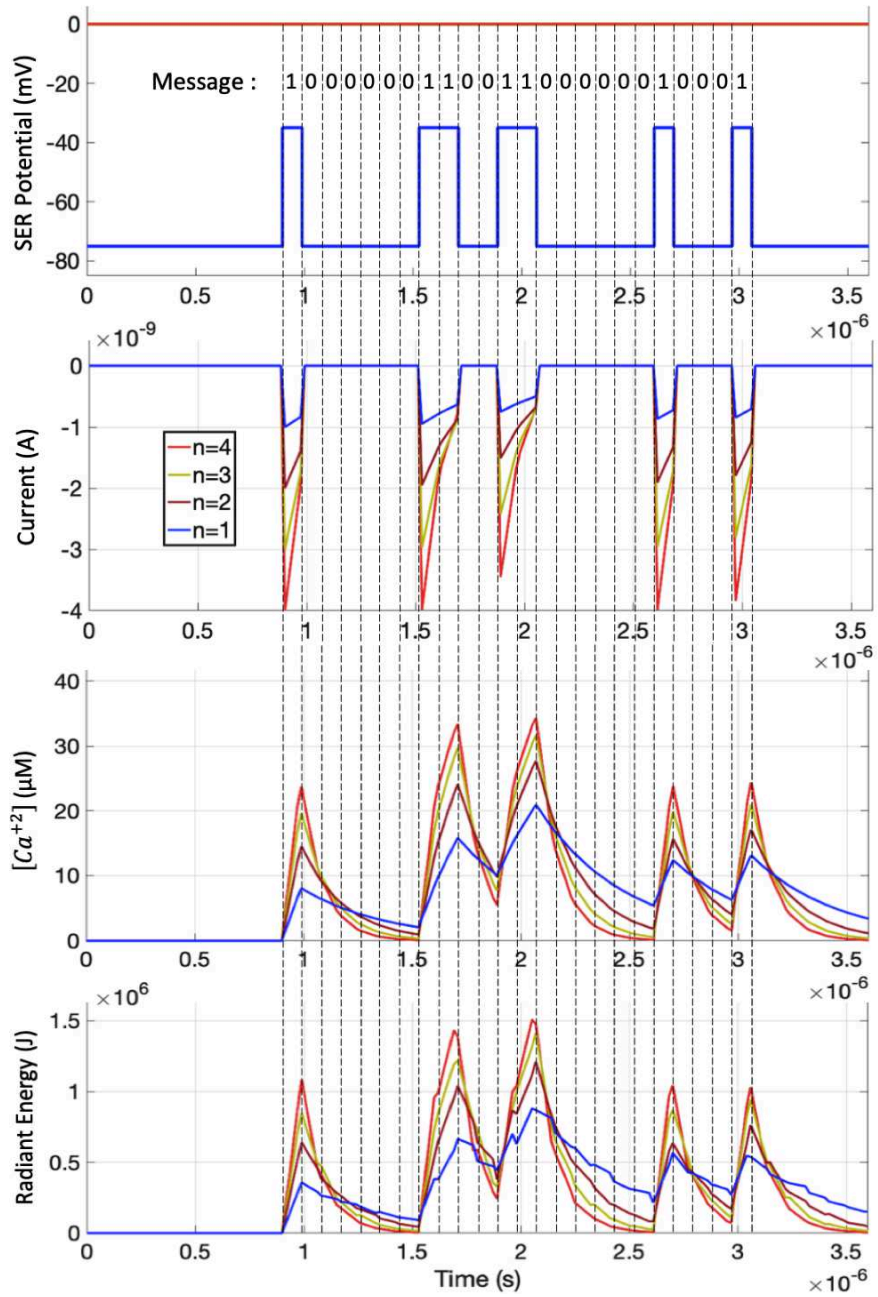 0
-20
-40
-60
-80
SER Potential (mV)
Message : 1 0 0 0 0 0 0 1 1 0 0 1 1 0 0 0 0 0 0 1 0 0 0 1
0 0.5 1 1.5 2 2.5 3 3.5
×10⁻⁶
×10⁻⁹
0
-1
-2
-3
-4
Current (A)
n=4
n=3
n=2
n=1
0 0.5 1 1.5 2 2.5 3 3.5
×10⁻⁶
40
30
20
10
0
[Ca⁺²] (μM)
0 0.5 1 1.5 2 2.5 3 3.5
×10⁻⁶
×10⁶
1.5
1
0.5
0
Radiant Energy (J)
0 0.5 1 1.5 2 2.5 3 3.5
Time (s)
×10⁻⁶